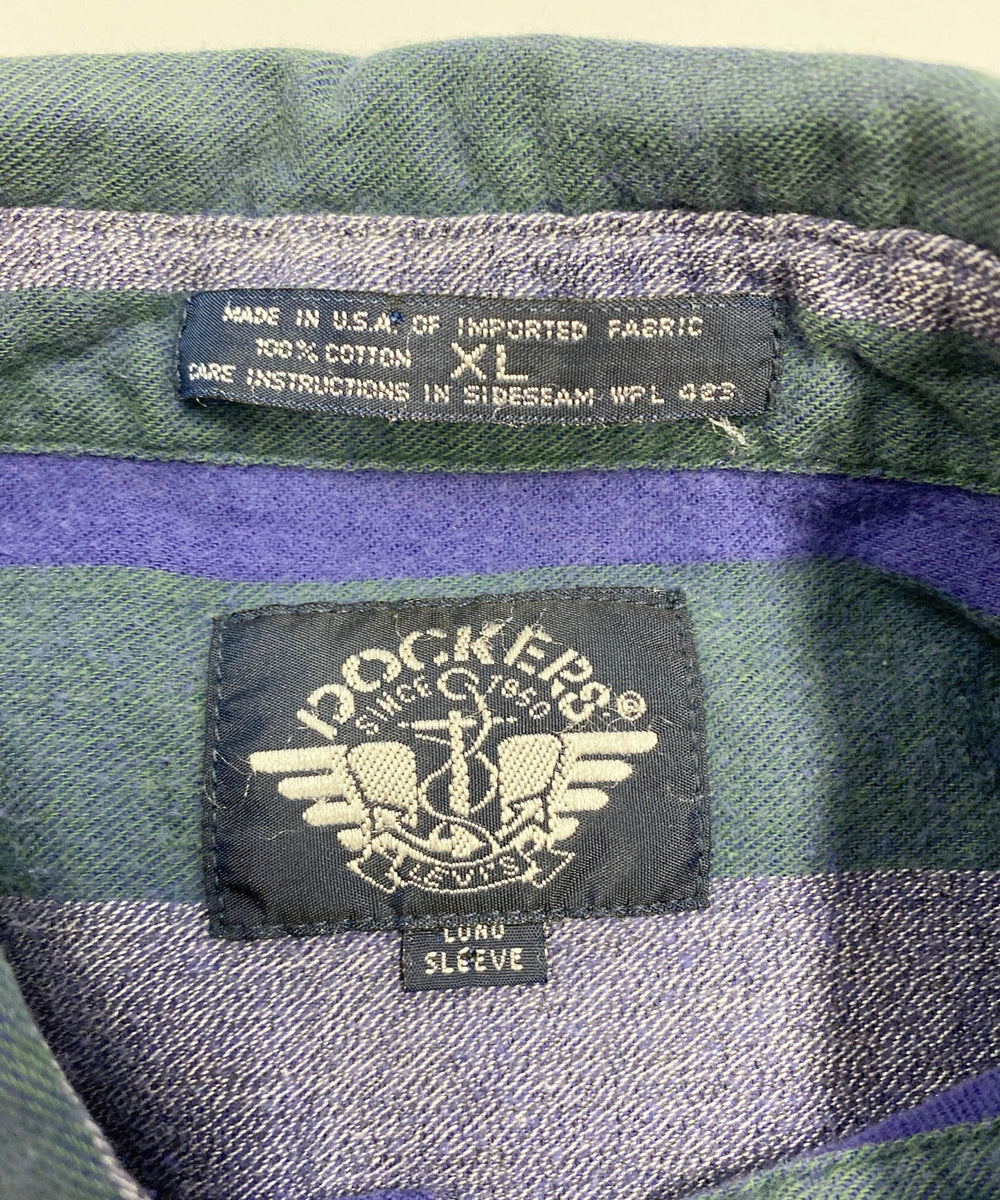 MADE IN U.S.A. OF IMPORTED FABRIC
100% COTTON XL
CARE INSTRUCTIONS IN SIDESEAM WPL 423
DOCKERS®
SINCE 1950
LEVI'S
LONG
SLEEVE